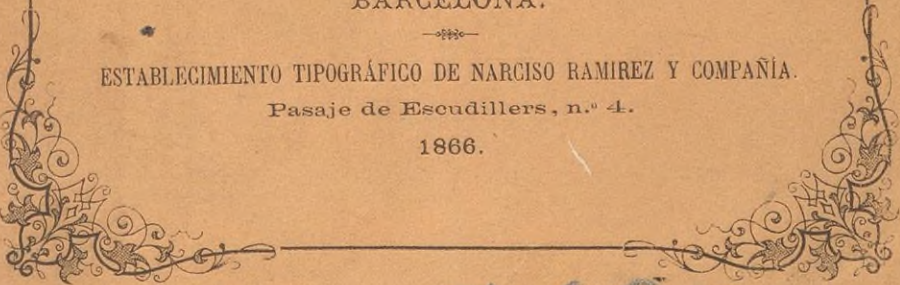 BARCELONA.
ESTABLECIMIENTO TIPOGRÁFICO DE NARCISO RAMIREZ Y COMPAÑÍA.
Pasaje de Escudillers, n.º 4.
1866.